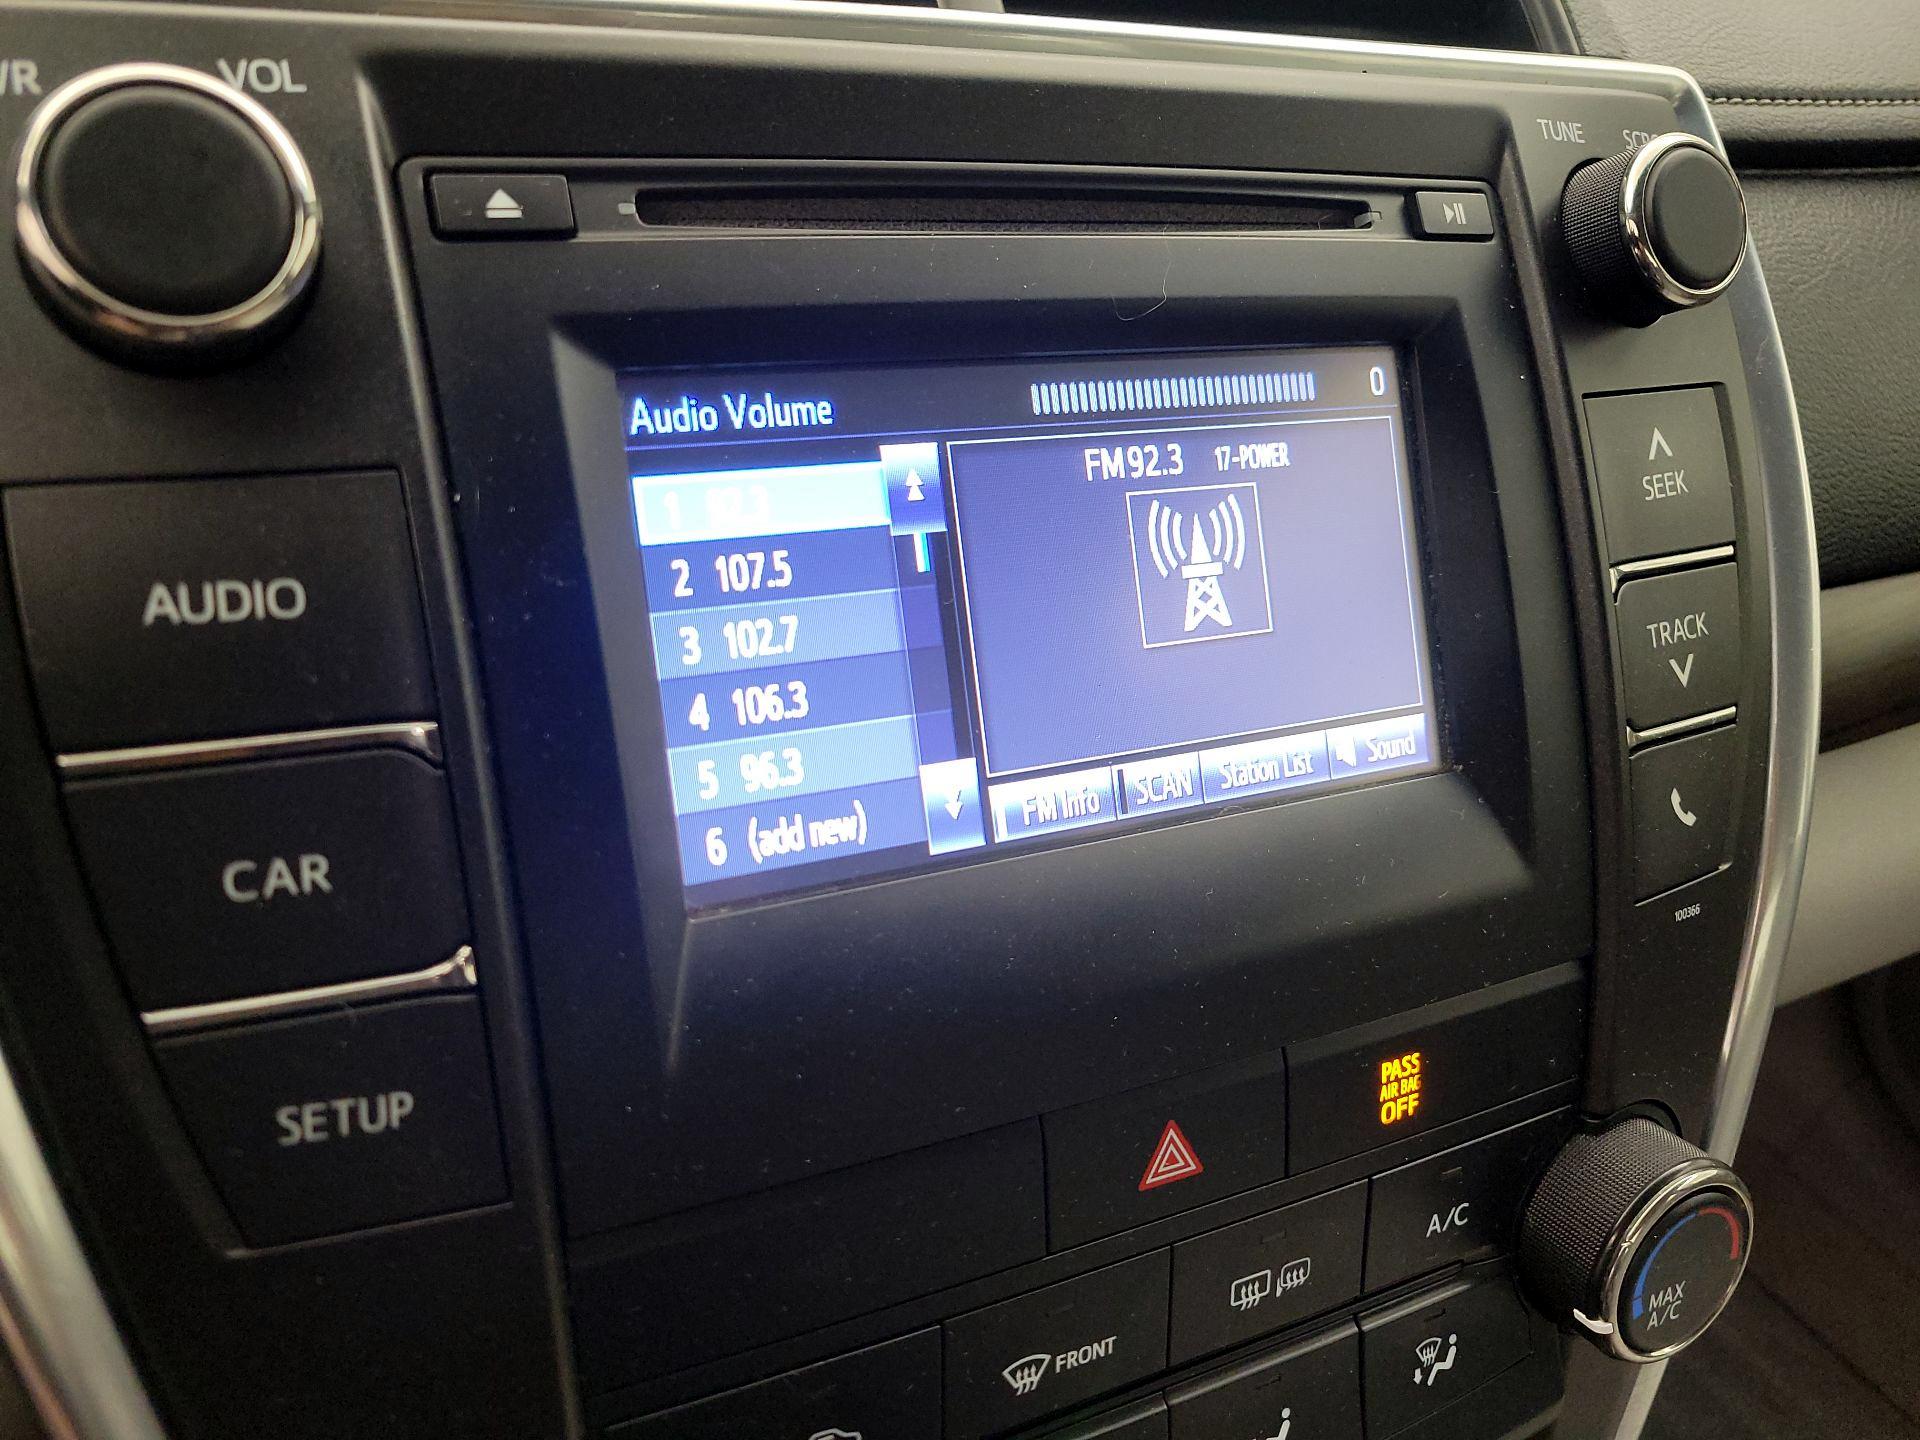 VOL
TUNE
Audio Volume 0
FM 92.3 17-POWER
1 92.3
2 107.5
3 102.7
4 106.3
5 96.3
6 (add new)
FM Info SCAN Station List Sound
AUDIO
CAR
SETUP
SEEK
TRACK
100366
PASS
AIR BAG
OFF
A/C
MAX
A/C
FRONT